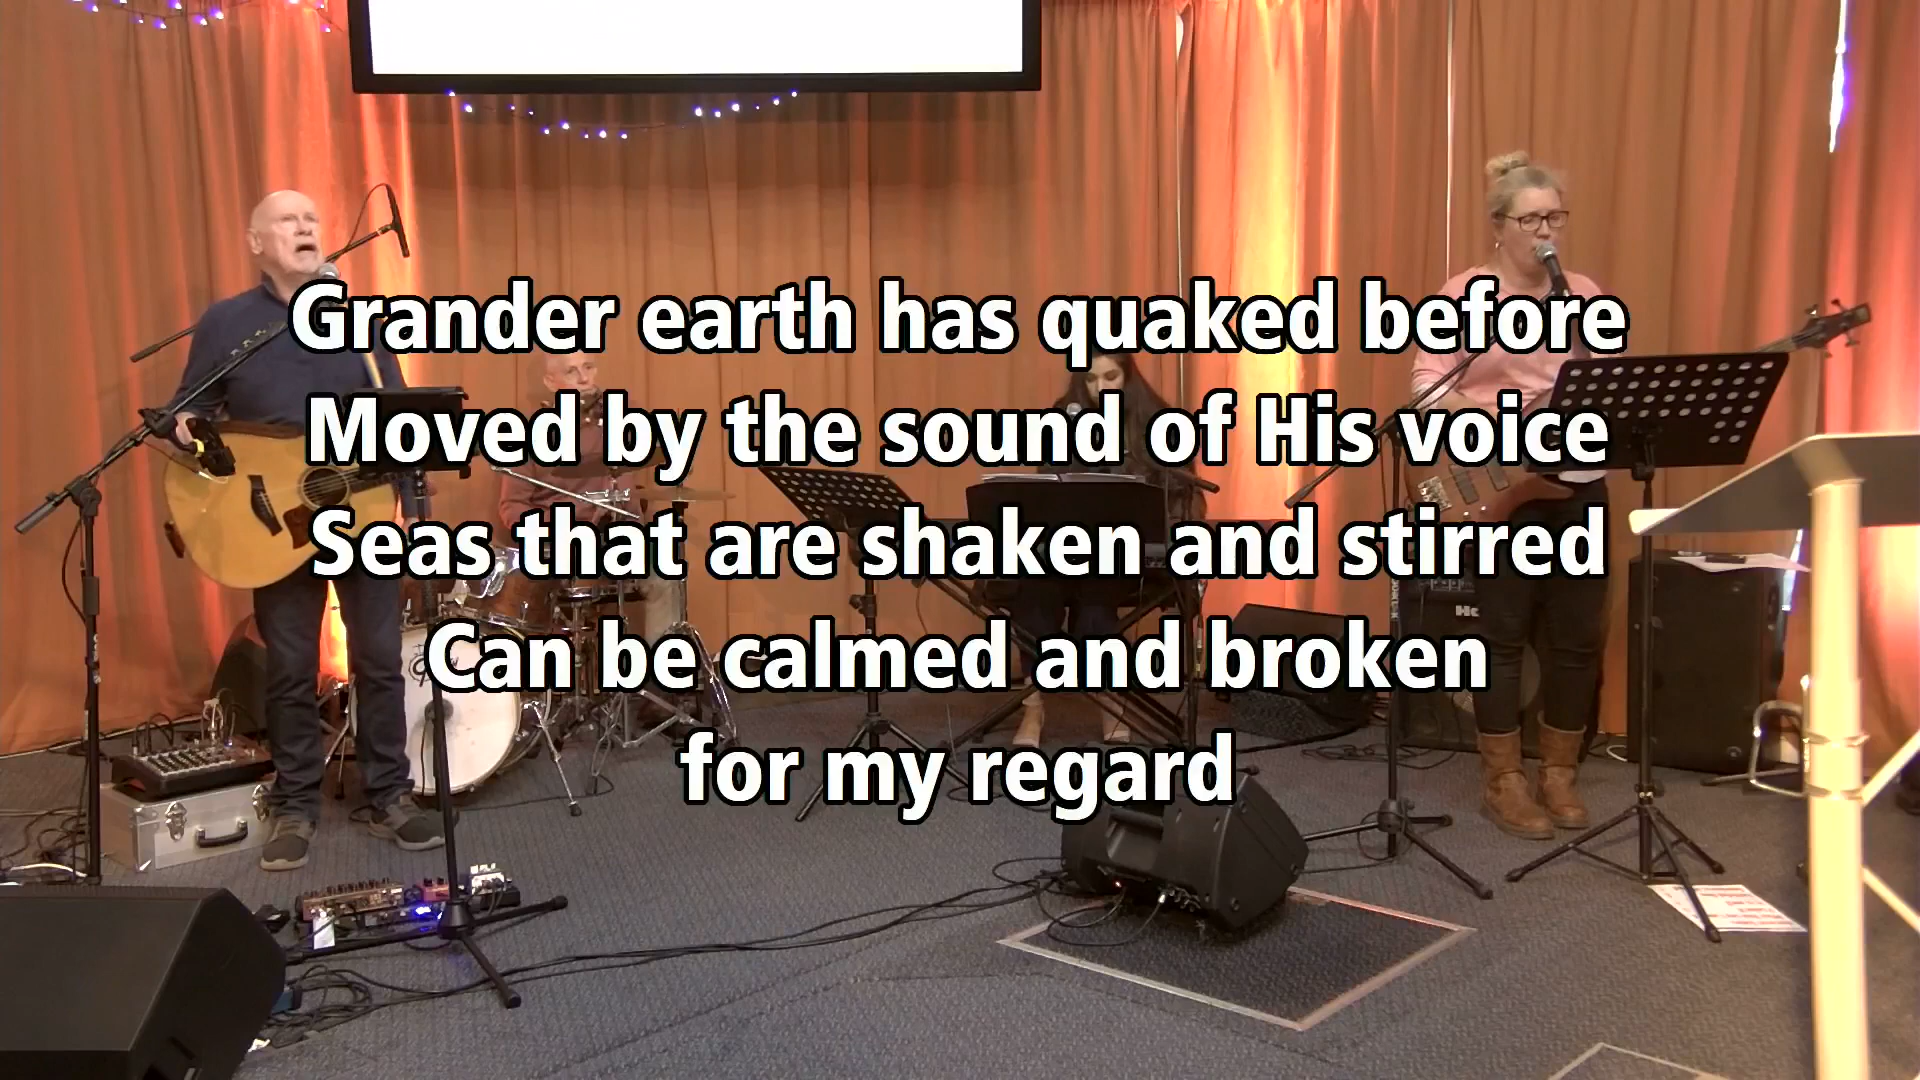 Grander earth has quaked before
Moved by the sound of His voice
Seas that are shaken and stirred
Can be calmed and broken
for my regard